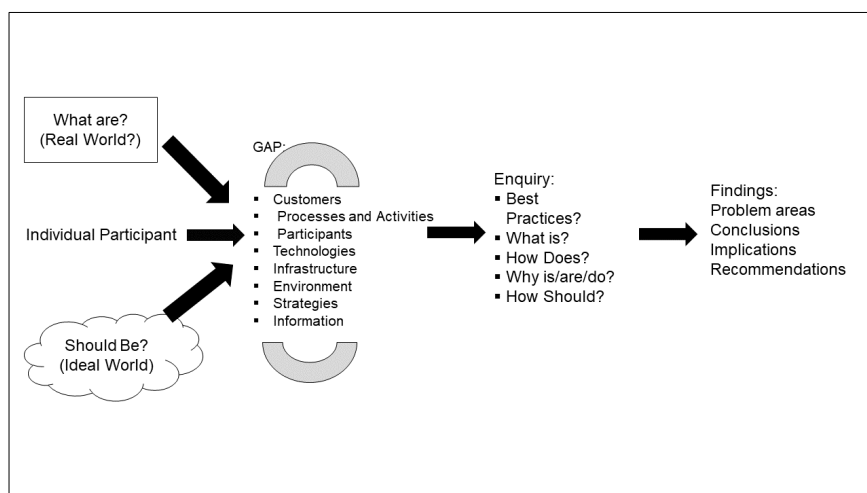 What are?
(Real World?)
Individual Participant
Should Be?
(Ideal World)
GAP:
▪ Customers
▪ Processes and Activities
▪ Participants
▪ Technologies
▪ Infrastructure
▪ Environment
▪ Strategies
▪ Information
Enquiry:
▪ Best
Practices?
▪ What is?
▪ How Does?
▪ Why is/are/do?
▪ How Should?
Findings:
Problem areas
Conclusions
Implications
Recommendations